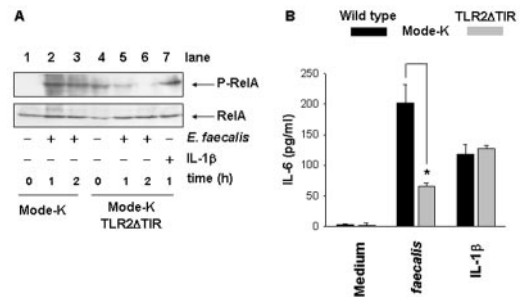 A
1 2 3 4 5 6 7 lane
P-RelA
RelA
– + + – + + – E. faecalis
+ IL-1β
0 1 2 0 1 2 1 time (h)
Mode-K
Mode-K
TLR2ΔTIR
B
Wild type TLR2ΔTIR
Mode-K
IL-6 (pg/ml)
250
200
150
100
50
0
*
Medium
faecalis
IL-1β